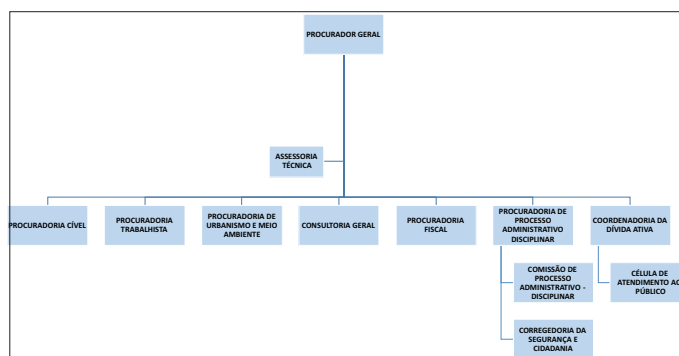 PROCURADOR GERAL
ASSESSORIA
TÉCNICA
PROCURADORIA CÍVEL
PROCURADORIA
TRABALHISTA
PROCURADORIA DE
URBANISMO E MEIO
AMBIENTE
CONSULTORIA GERAL
PROCURADORIA
FISCAL
PROCURADORIA DE
PROCESSO
ADMINISTRATIVO
DISCIPLINAR
COORDENADORIA DA
DÍVIDA ATIVA
COMISSÃO DE
PROCESSO
ADMINISTRATIVO -
DISCIPLINAR
CÉLULA DE
ATENDIMENTO AO
PÚBLICO
CORREGEDORIA DA
SEGURANÇA E
CIDADANIA